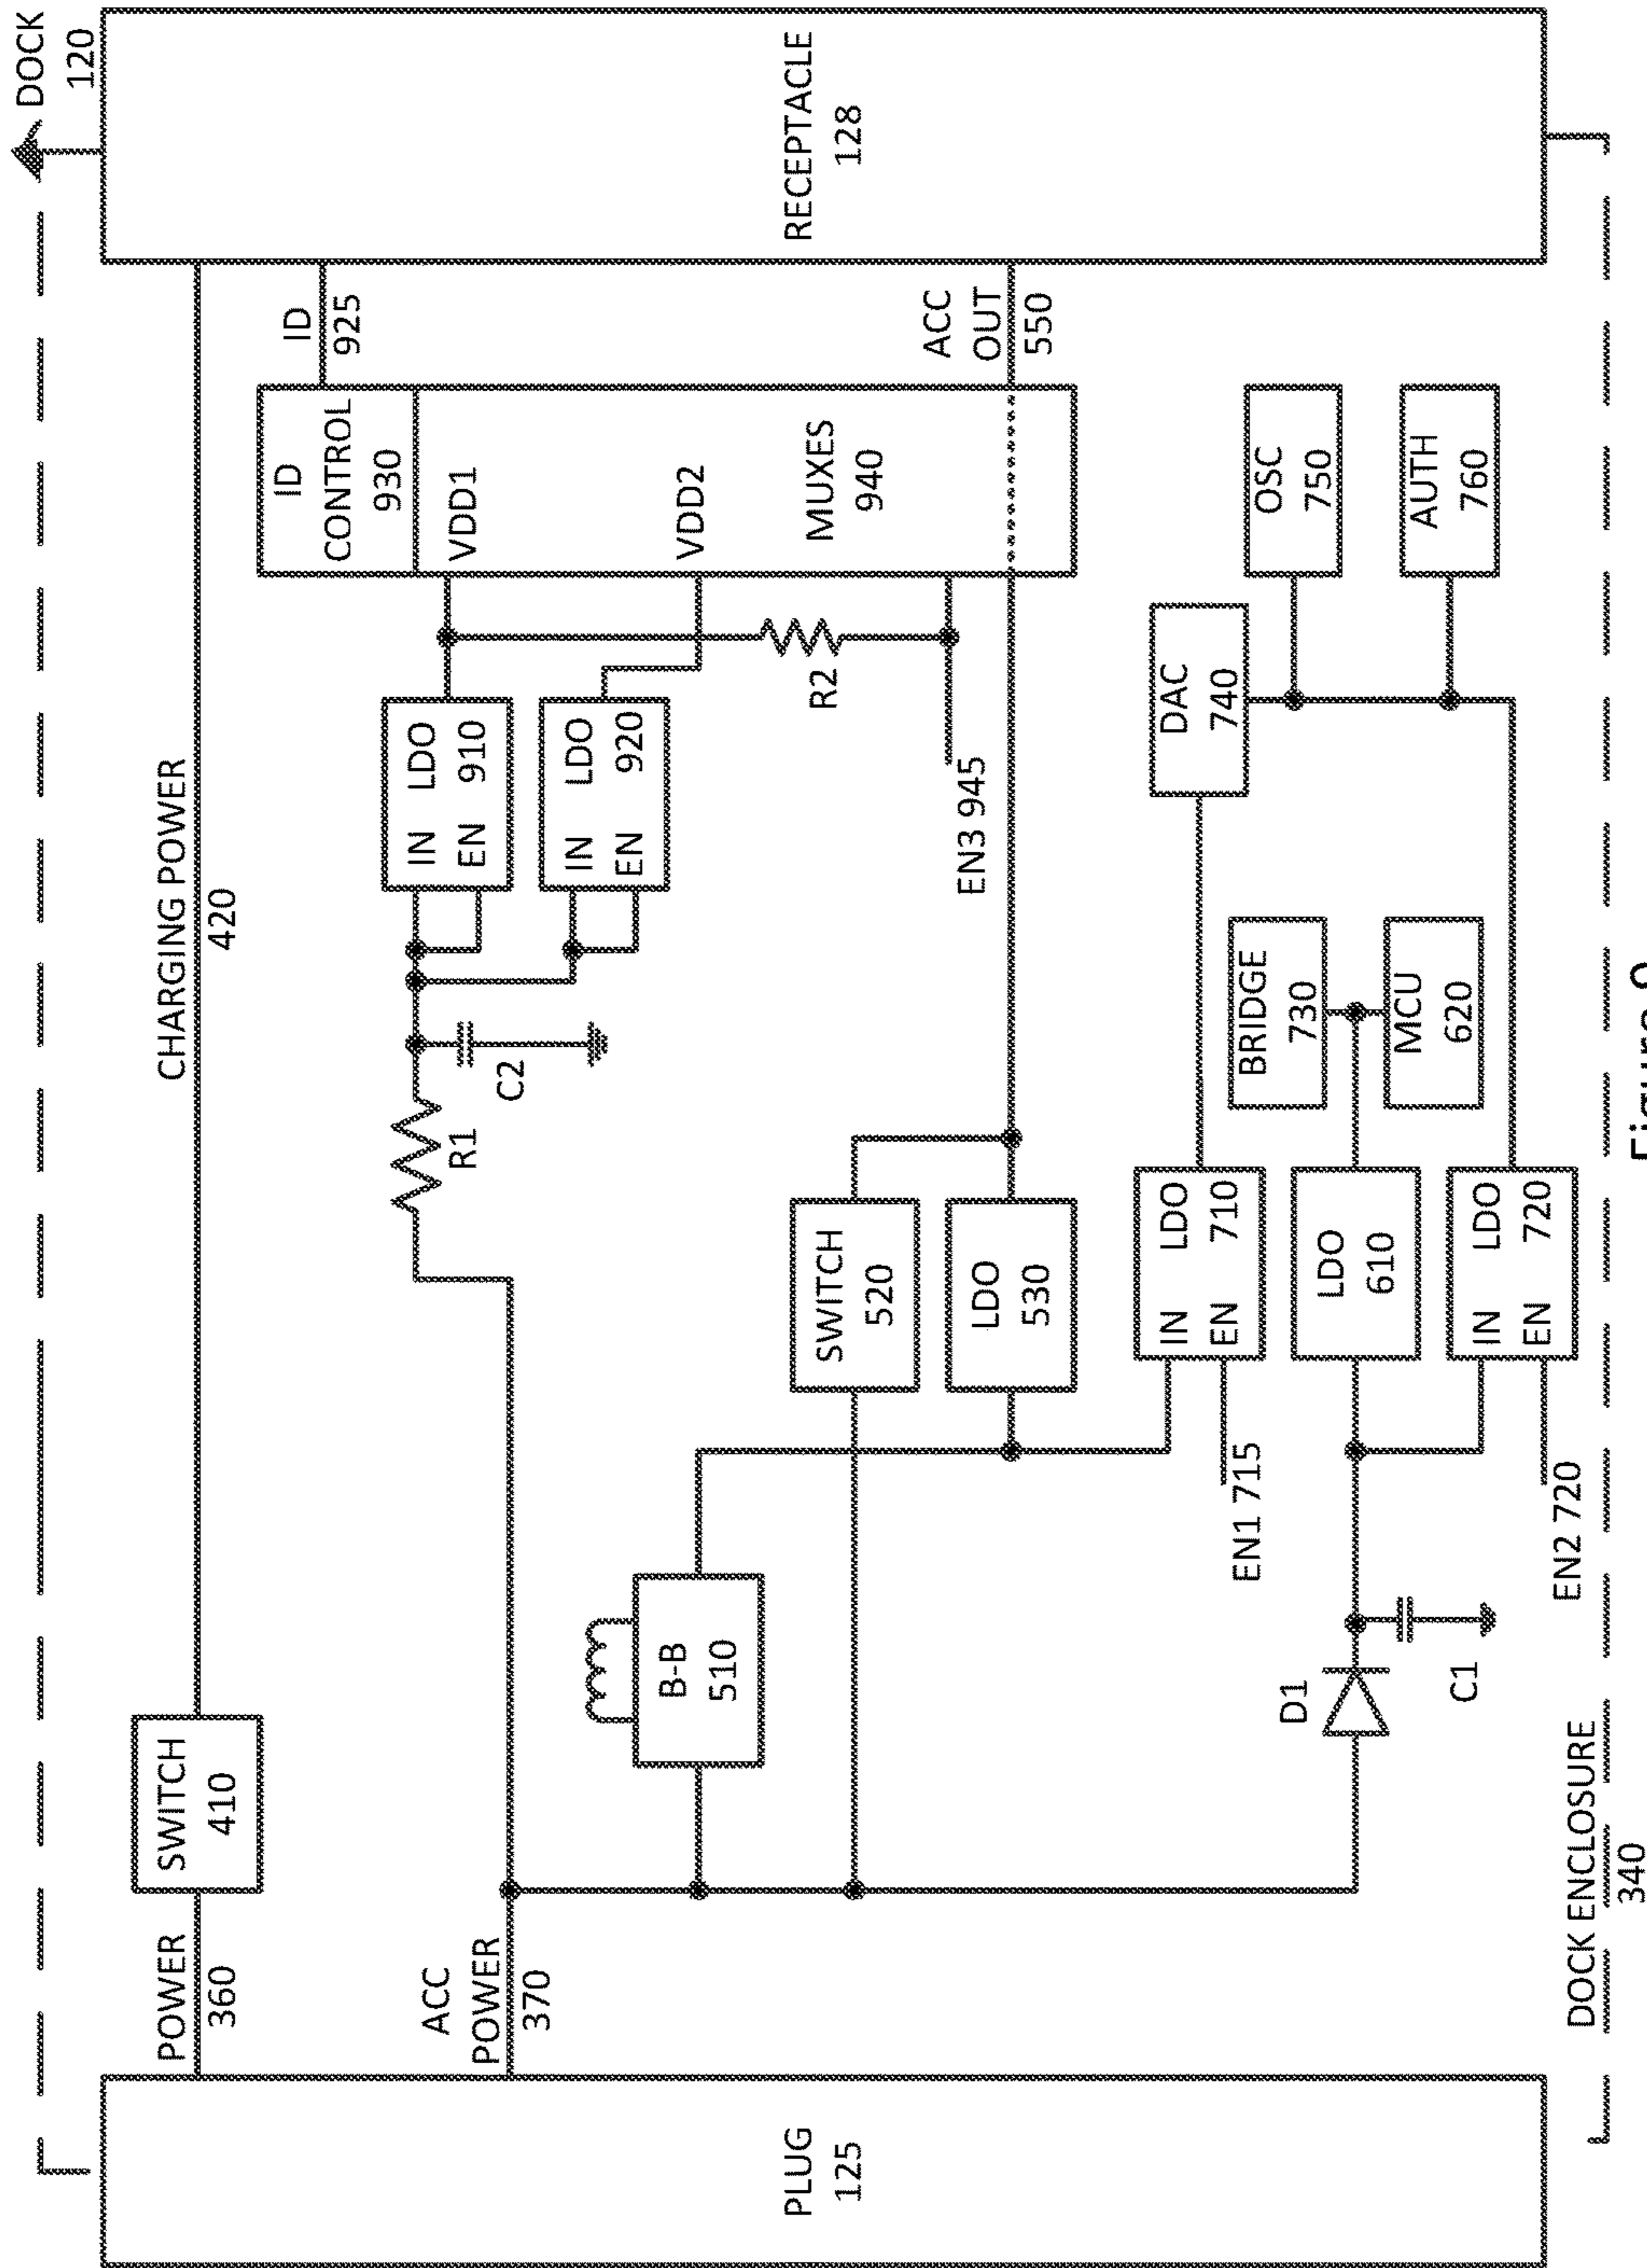 DOCK
120
PLUG
125
POWER
360
SWITCH
410
CHARGING POWER
420
RECEPTACLE
128
ID
925
ID
CONTROL
930
VDD1
VDD2
MUXES
940
ACC
POWER
370
R1
C2
IN LDO
EN 910
IN LDO
EN 920
R2
EN3 945
ACC
OUT
550
B-B
510
SWITCH
520
LDO
530
IN LDO
EN 710
EN1 715
DAC
740
D1
C1
LDO
610
BRIDGE
730
MCU
620
OSC
750
AUTH
760
IN LDO
EN 720
EN2 720
DOCK ENCLOSURE
340
Figure 9